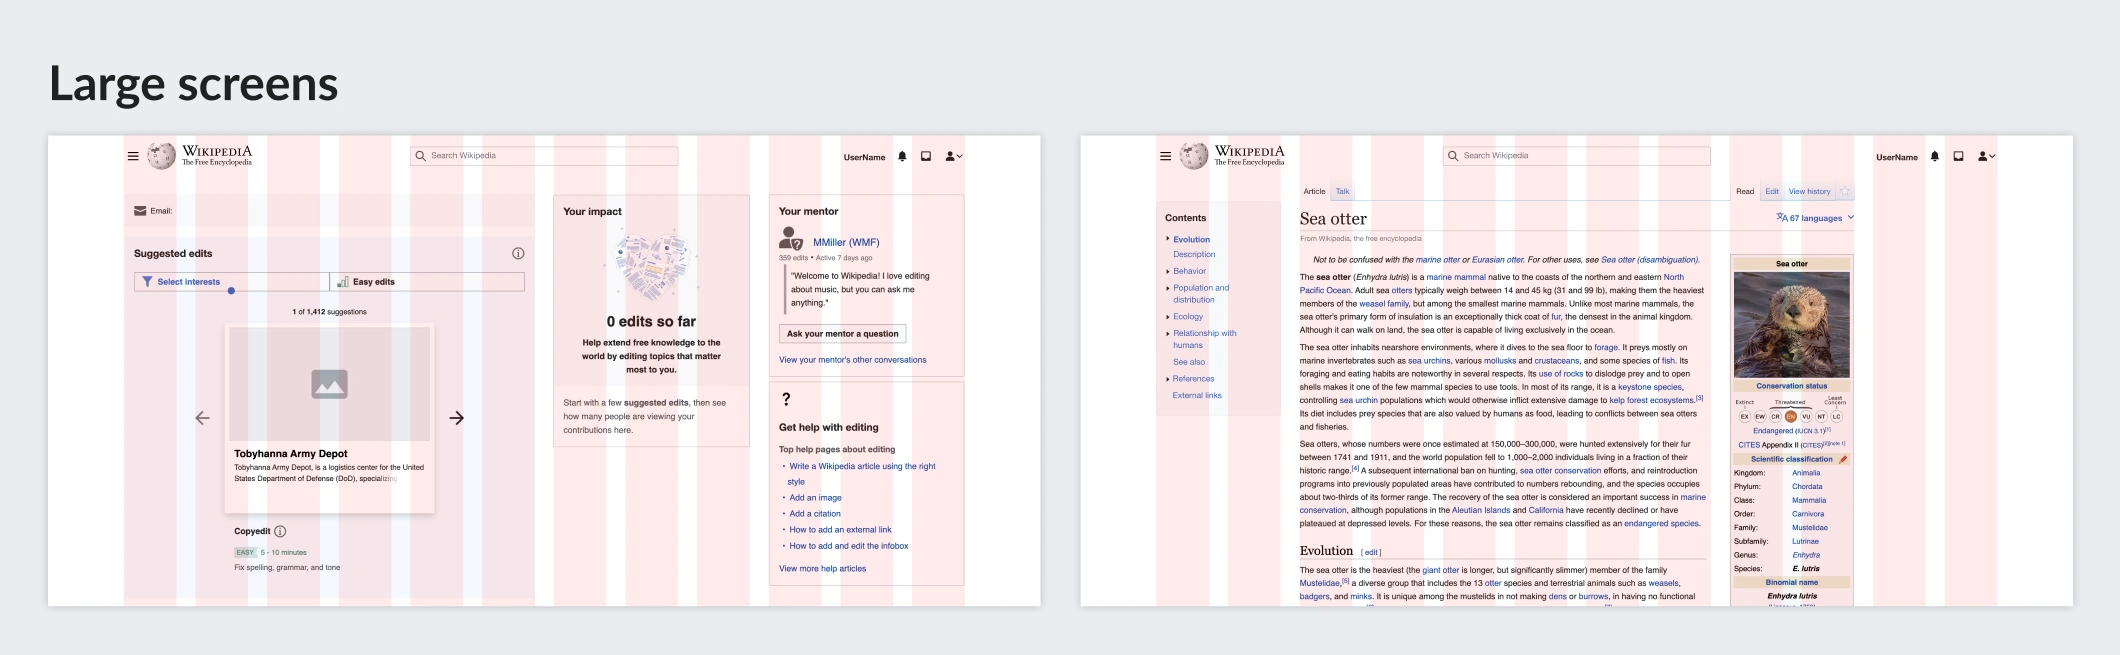 Large screens
WIKIPEDIA
The Free Encyclopedia
Search Wikipedia
UserName
Email:
Suggested edits
Select interests
Easy edits
1 of 1,412 suggestions
Tobyhanna Army Depot
Tobyhanna Army Depot, is a logistics center for the United
States Department of Defense (DoD), specializing
Copyedit
EASY 5 - 10 minutes
Fix spelling, grammar, and tone
Your impact
0 edits so far
Help extend free knowledge to the
world by editing topics that matter
most to you.
Start with a few suggested edits, then see
how many people are viewing your
contributions here.
Your mentor
MMiller (WMF)
359 edits • Active 7 days ago
"Welcome to Wikipedia! I love editing
about music, but you can ask me
anything."
Ask your mentor a question
View your mentor's other conversations
?
Get help with editing
Top help pages about editing
• Write a Wikipedia article using the right
style
• Add an image
• Add a citation
• How to add an external link
• How to add and edit the infobox
View more help articles
WIKIPEDIA
The Free Encyclopedia
Search Wikipedia
UserName
Article Talk
Read Edit View history
Contents
Evolution
Description
Behavior
Population and
distribution
Ecology
Relationship with
humans
See also
References
External links
Sea otter
67 languages
From Wikipedia, the free encyclopedia
Not to be confused with the marine otter or Eurasian otter. For other uses, see Sea otter (disambiguation).
The sea otter (Enhydra lutris) is a marine mammal native to the coasts of the northern and eastern North
Pacific Ocean. Adult sea otters typically weigh between 14 and 45 kg (31 and 99 lb), making them the heaviest
members of the weasel family, but among the smallest marine mammals. Unlike most marine mammals, the
sea otter's primary form of insulation is an exceptionally thick coat of fur, the densest in the animal kingdom.
Although it can walk on land, the sea otter is capable of living exclusively in the ocean.
The sea otter inhabits nearshore environments, where it dives to the sea floor to forage. It preys mostly on
marine invertebrates such as sea urchins, various mollusks and crustaceans, and some species of fish. Its
foraging and eating habits are noteworthy in several respects. Its use of rocks to dislodge prey and to open
shells makes it one of the few mammal species to use tools. In most of its range, it is a keystone species,
controlling sea urchin populations which would otherwise inflict extensive damage to kelp forest ecosystems.[3]
Its diet includes prey species that are also valued by humans as food, leading to conflicts between sea otters
and fisheries.
Sea otters, whose numbers were once estimated at 150,000–300,000, were hunted extensively for their fur
between 1741 and 1911, and the world population fell to 1,000–2,000 individuals living in a fraction of their
historic range.[4] A subsequent international ban on hunting, sea otter conservation efforts, and reintroduction
programs into previously populated areas have contributed to numbers rebounding, and the species occupies
about two-thirds of its former range. The recovery of the sea otter is considered an important success in marine
conservation, although populations in the Aleutian Islands and California have recently declined or have
plateaued at depressed levels. For these reasons, the sea otter remains classified as an endangered species.
Evolution [ edit ]
The sea otter is the heaviest (the giant otter is longer, but significantly slimmer) member of the family
Mustelidae,[5] a diverse group that includes the 13 otter species and terrestrial animals such as weasels,
badgers, and minks. It is unique among the mustelids in not making dens or burrows, in having no functional
Sea otter
Conservation status
Extinct Threatened Least Concern
EX EW CR EN VU NT LC
Endangered (IUCN 3.1)[1]
CITES Appendix II (CITES)[2][note 1]
Scientific classification
Kingdom: Animalia
Phylum: Chordata
Class: Mammalia
Order: Carnivora
Family: Mustelidae
Subfamily: Lutrinae
Genus: Enhydra
Species: E. lutris
Binomial name
Enhydra lutris